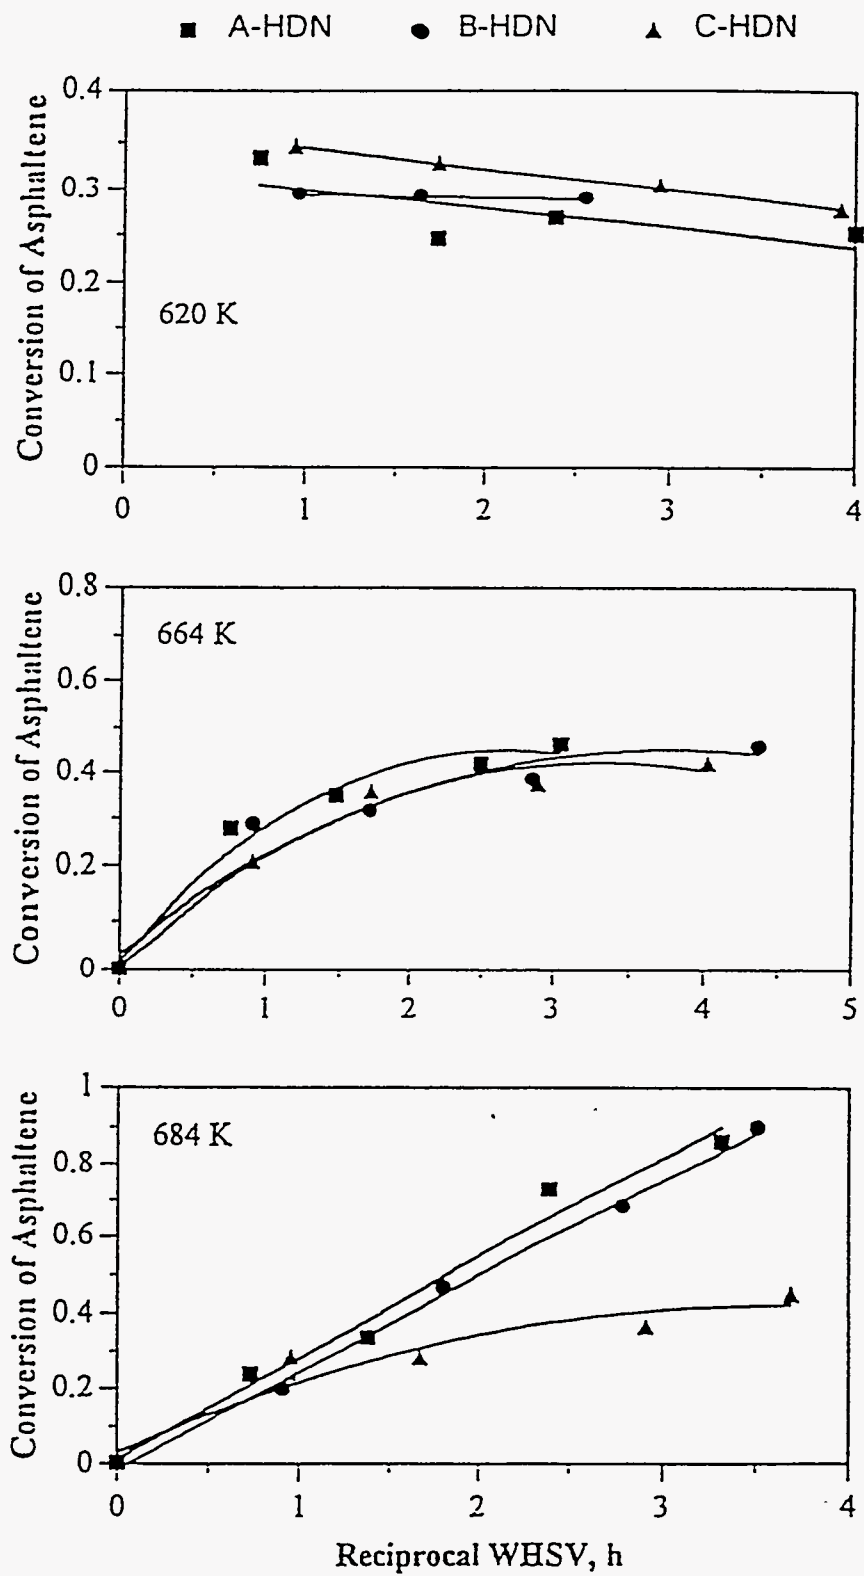 A-HDN B-HDN C-HDN
Conversion of Asphaltene
0.4
0.3
0.2
0.1
0
620 K
0 1 2 3 4
Conversion of Asphaltene
0.8
0.6
0.4
0.2
0
664 K
0 1 2 3 4 5
Conversion of Asphaltene
1
0.8
0.6
0.4
0.2
0
684 K
0 1 2 3 4
Reciprocal WHSV, h